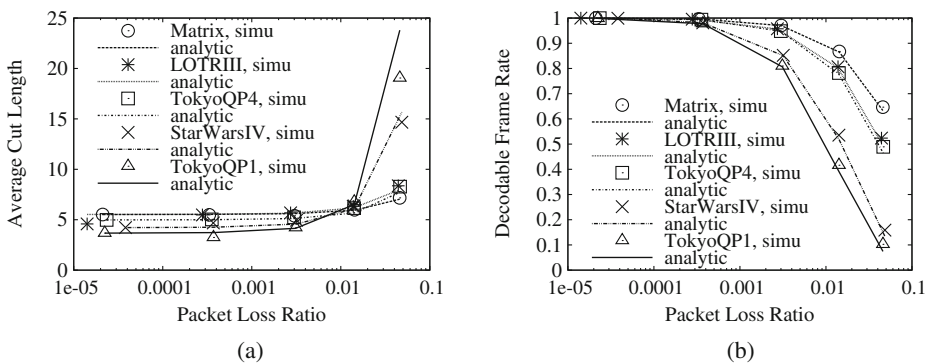 25
20
15
10
5
0
Average Cut Length
Matrix, simu
analytic
LOTRIII, simu
analytic
TokyoQP4, simu
analytic
StarWarsIV, simu
analytic
TokyoQP1, simu
analytic
1e-05 0.0001 0.001 0.01 0.1
Packet Loss Ratio
(a)
1
0.9
0.8
0.7
0.6
0.5
0.4
0.3
0.2
0.1
0
Decodable Frame Rate
Matrix, simu
analytic
LOTRIII, simu
analytic
TokyoQP4, simu
analytic
StarWarsIV, simu
analytic
TokyoQP1, simu
analytic
1e-05 0.0001 0.001 0.01 0.1
Packet Loss Ratio
(b)